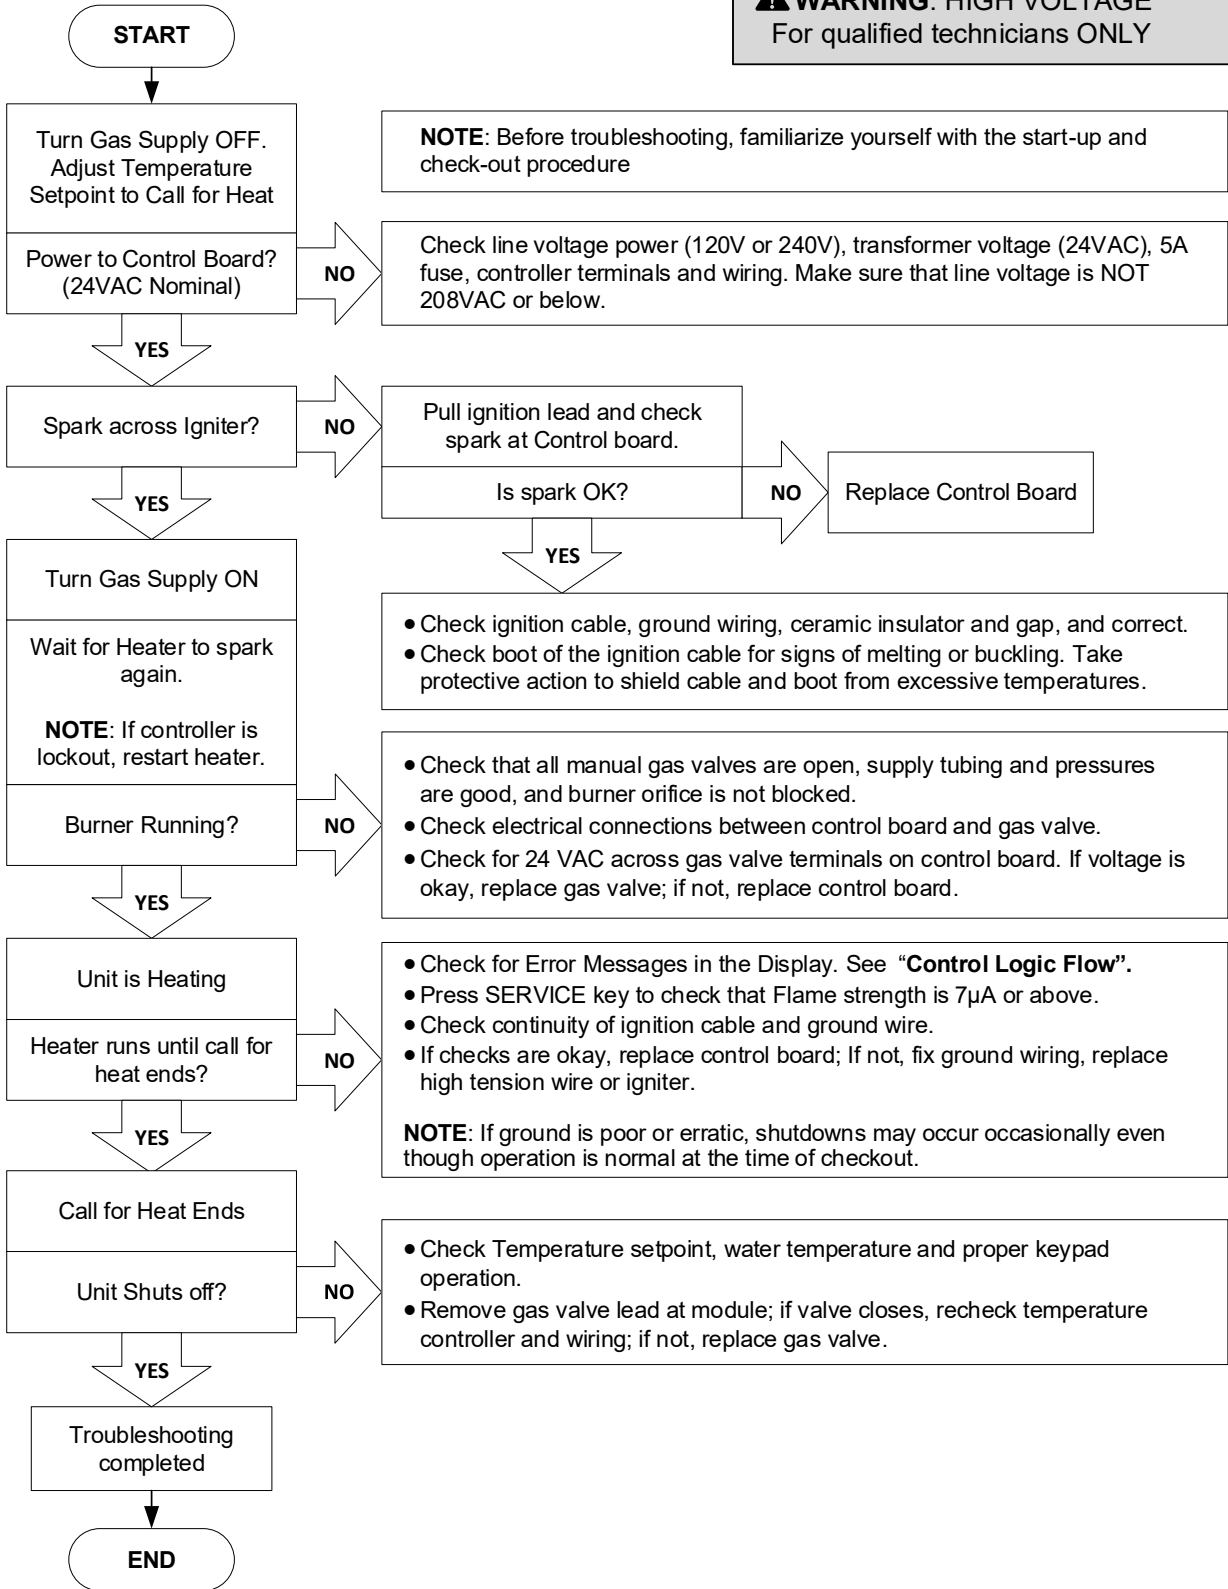 WARNING: HIGH VOLTAGE
For qualified technicians ONLY
START
Turn Gas Supply OFF.
Adjust Temperature
Setpoint to Call for Heat
NOTE: Before troubleshooting, familiarize yourself with the start-up and
check-out procedure
Power to Control Board?
(24VAC Nominal)
NO
Check line voltage power (120V or 240V), transformer voltage (24VAC), 5A
fuse, controller terminals and wiring. Make sure that line voltage is NOT
208VAC or below.
YES
Spark across Igniter?
NO
Pull ignition lead and check
spark at Control board.
Is spark OK?
NO
Replace Control Board
YES
• Check ignition cable, ground wiring, ceramic insulator and gap, and correct.
• Check boot of the ignition cable for signs of melting or buckling. Take
protective action to shield cable and boot from excessive temperatures.
YES
Turn Gas Supply ON
Wait for Heater to spark
again.
NOTE: If controller is
lockout, restart heater.
Burner Running?
NO
• Check that all manual gas valves are open, supply tubing and pressures
are good, and burner orifice is not blocked.
• Check electrical connections between control board and gas valve.
• Check for 24 VAC across gas valve terminals on control board. If voltage is
okay, replace gas valve; if not, replace control board.
YES
Unit is Heating
Heater runs until call for
heat ends?
NO
• Check for Error Messages in the Display. See “Control Logic Flow”.
• Press SERVICE key to check that Flame strength is 7µA or above.
• Check continuity of ignition cable and ground wire.
• If checks are okay, replace control board; If not, fix ground wiring, replace
high tension wire or igniter.
NOTE: If ground is poor or erratic, shutdowns may occur occasionally even
though operation is normal at the time of checkout.
YES
Call for Heat Ends
Unit Shuts off?
NO
• Check Temperature setpoint, water temperature and proper keypad
operation.
• Remove gas valve lead at module; if valve closes, recheck temperature
controller and wiring; if not, replace gas valve.
YES
Troubleshooting
completed
END